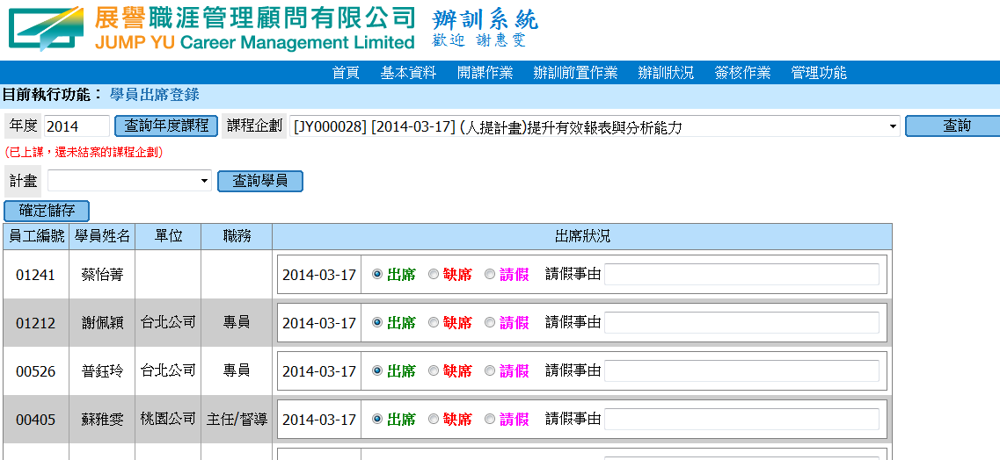 展譽職涯管理顧問有限公司
JUMP YU Career Management Limited
辦訓系統
歡迎 謝惠雯
首頁 基本資料 開課作業 辦訓前置作業 辦訓狀況 簽核作業 管理功能
目前執行功能： 學員出席登錄
年度 2014 查詢年度課程 課程企劃 [JY000028] [2014-03-17] (人提計畫)提升有效報表與分析能力 查詢
(已上課，還未結案的課程企劃)
計畫 查詢學員
確定儲存
員工編號 學員姓名 單位 職務 出席狀況
01241 蔡怡菁 2014-03-17 出席 缺席 請假 請假事由
01212 謝佩穎 台北公司 專員 2014-03-17 出席 缺席 請假 請假事由
00526 普鈺玲 台北公司 專員 2014-03-17 出席 缺席 請假 請假事由
00405 蘇雅雯 桃園公司 主任/督導 2014-03-17 出席 缺席 請假 請假事由